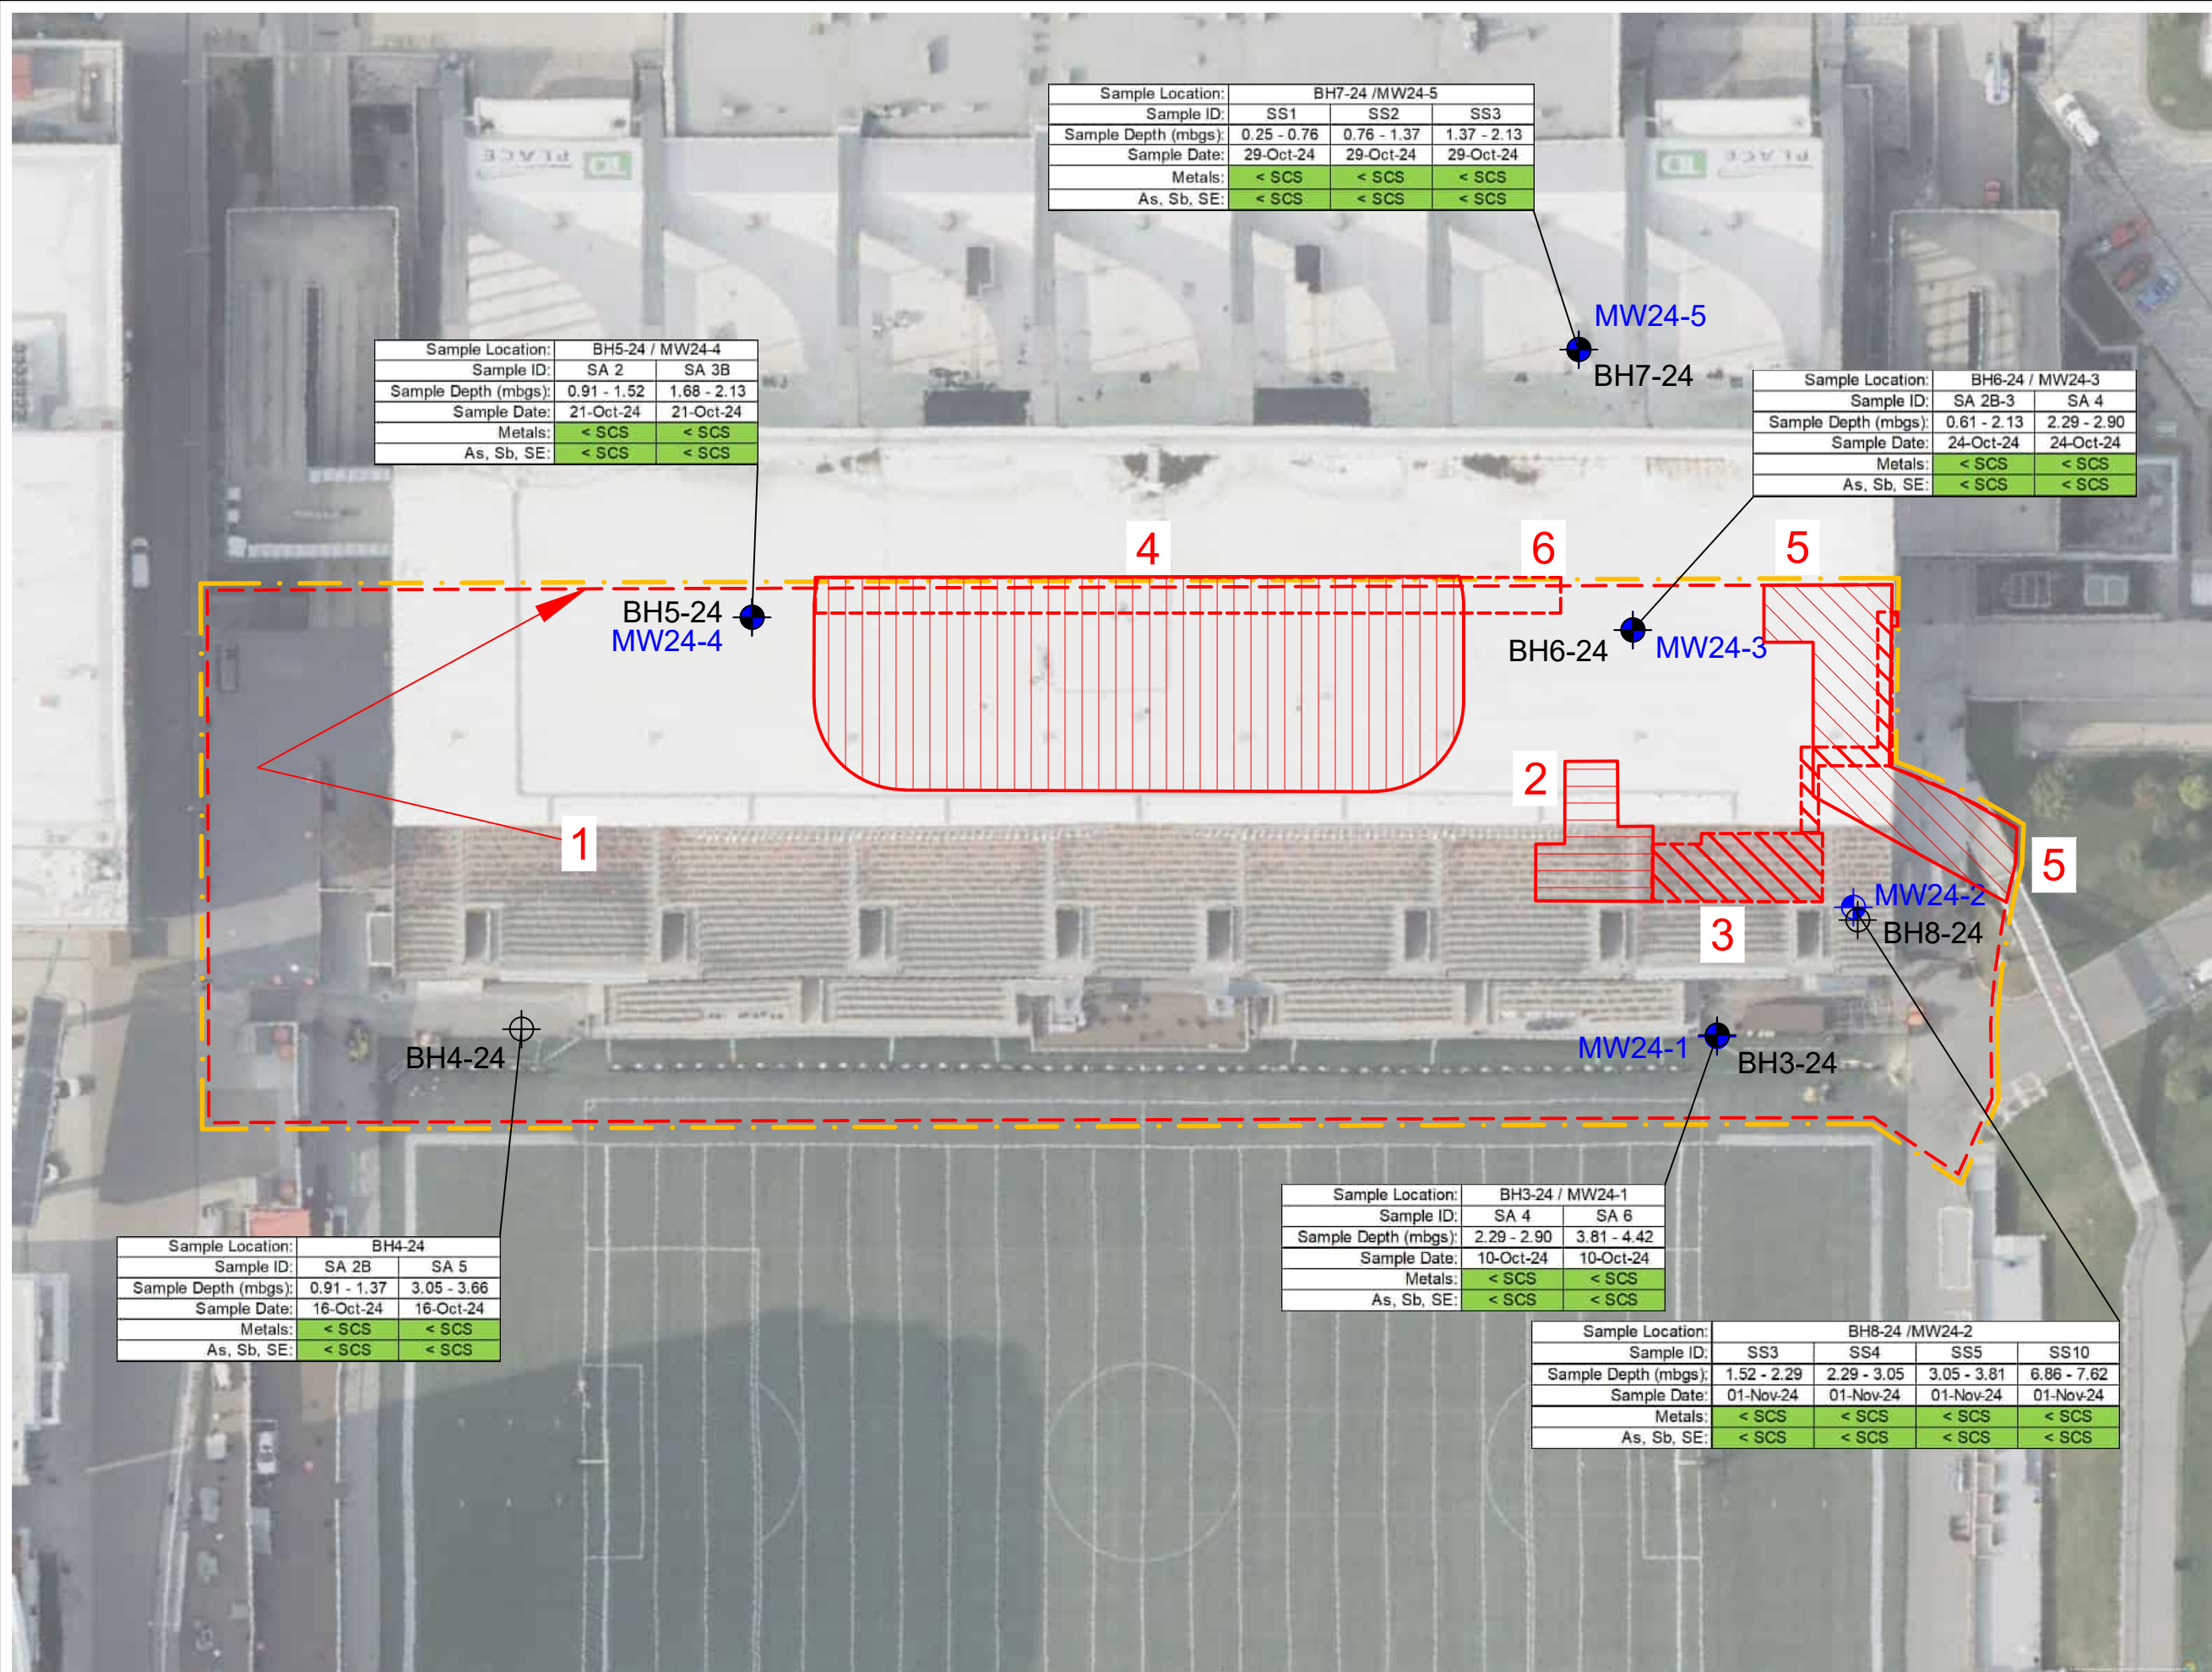 Sample Location: BH7-24 /MW24-5
Sample ID: SS1 SS2 SS3
Sample Depth (mbgs): 0.25 - 0.76 0.76 - 1.37 1.37 - 2.13
Sample Date: 29-Oct-24 29-Oct-24 29-Oct-24
Metals: < SCS < SCS < SCS
As, Sb, SE: < SCS < SCS < SCS
TD PLACE
TD PLACE
MW24-5
BH7-24
Sample Location: BH5-24 / MW24-4
Sample ID: SA 2 SA 3B
Sample Depth (mbgs): 0.91 - 1.52 1.68 - 2.13
Sample Date: 21-Oct-24 21-Oct-24
Metals: < SCS < SCS
As, Sb, SE: < SCS < SCS
Sample Location: BH6-24 / MW24-3
Sample ID: SA 2B-3 SA 4
Sample Depth (mbgs): 0.61 - 2.13 2.29 - 2.90
Sample Date: 24-Oct-24 24-Oct-24
Metals: < SCS < SCS
As, Sb, SE: < SCS < SCS
4
6
5
BH5-24
MW24-4
BH6-24
MW24-3
2
1
5
MW24-2
BH8-24
3
BH4-24
MW24-1
BH3-24
Sample Location: BH3-24 / MW24-1
Sample ID: SA 4 SA 6
Sample Depth (mbgs): 2.29 - 2.90 3.81 - 4.42
Sample Date: 10-Oct-24 10-Oct-24
Metals: < SCS < SCS
As, Sb, SE: < SCS < SCS
Sample Location: BH4-24
Sample ID: SA 2B SA 5
Sample Depth (mbgs): 0.91 - 1.37 3.05 - 3.66
Sample Date: 16-Oct-24 16-Oct-24
Metals: < SCS < SCS
As, Sb, SE: < SCS < SCS
Sample Location: BH8-24 /MW24-2
Sample ID: SS3 SS4 SS5 SS10
Sample Depth (mbgs): 1.52 - 2.29 2.29 - 3.05 3.05 - 3.81 6.86 - 7.62
Sample Date: 01-Nov-24 01-Nov-24 01-Nov-24 01-Nov-24
Metals: < SCS < SCS < SCS < SCS
As, Sb, SE: < SCS < SCS < SCS < SCS